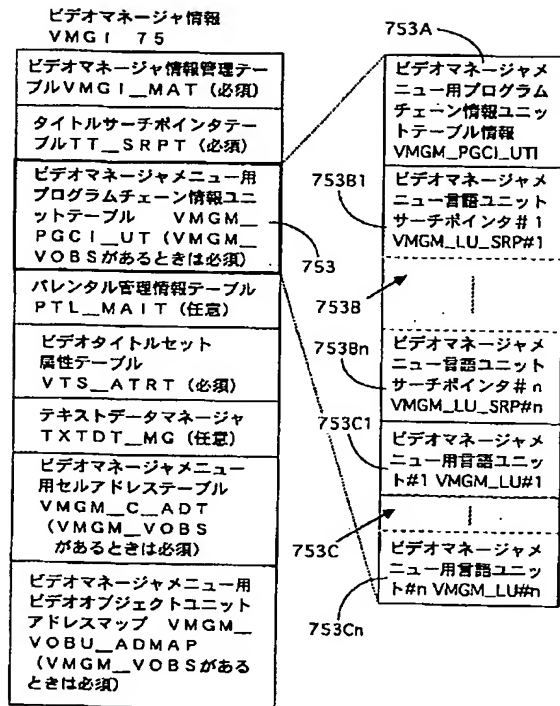 ビデオマネージャ情報
VMGI 75
ビデオマネージャ情報管理テー
ブルVMGI__MAT (必須)
タイトルサーチポインタテー
ブルTT__SRPT (必須)
ビデオマネージャメニュー用
プログラムチェーン情報ユニ
ットテーブル VMGM__
PGCI__UT (VMGM__
VOBSがあるときは必須)
パレンタル管理情報テーブル
PTL__MAIT (任意)
ビデオタイトルセット
属性テーブル
VTS__ATRT (必須)
テキストデータマネージャ
TXTDT__MG (任意)
ビデオマネージャメニュー
用セルアドレステーブル
VMGM__C__ADT
(VMGM__VOBS
があるときは必須)
ビデオマネージャメニュー用
ビデオオブジェクトユニット
アドレスマップ VMGM__
VOBU__ADMAP
(VMGM__VOBSがある
ときは必須)
753
753A
ビデオマネージャメ
ニュー用プログラム
チェーン情報ユニッ
トテーブル情報
VMGM_PGCI_UTI
753B1
ビデオマネージャメ
ニュー言語ユニット
サーチポインタ#1
VMGM_LU_SRP#1
753B
753Bn
ビデオマネージャメ
ニュー言語ユニット
サーチポインタ#n
VMGM_LU_SRP#n
753C1
ビデオマネージャメ
ニュー用言語ユニッ
ト#1 VMGM_LU#1
753C
ビデオマネージャメ
ニュー用言語ユニッ
ト#n VMGM_LU#n
753Cn